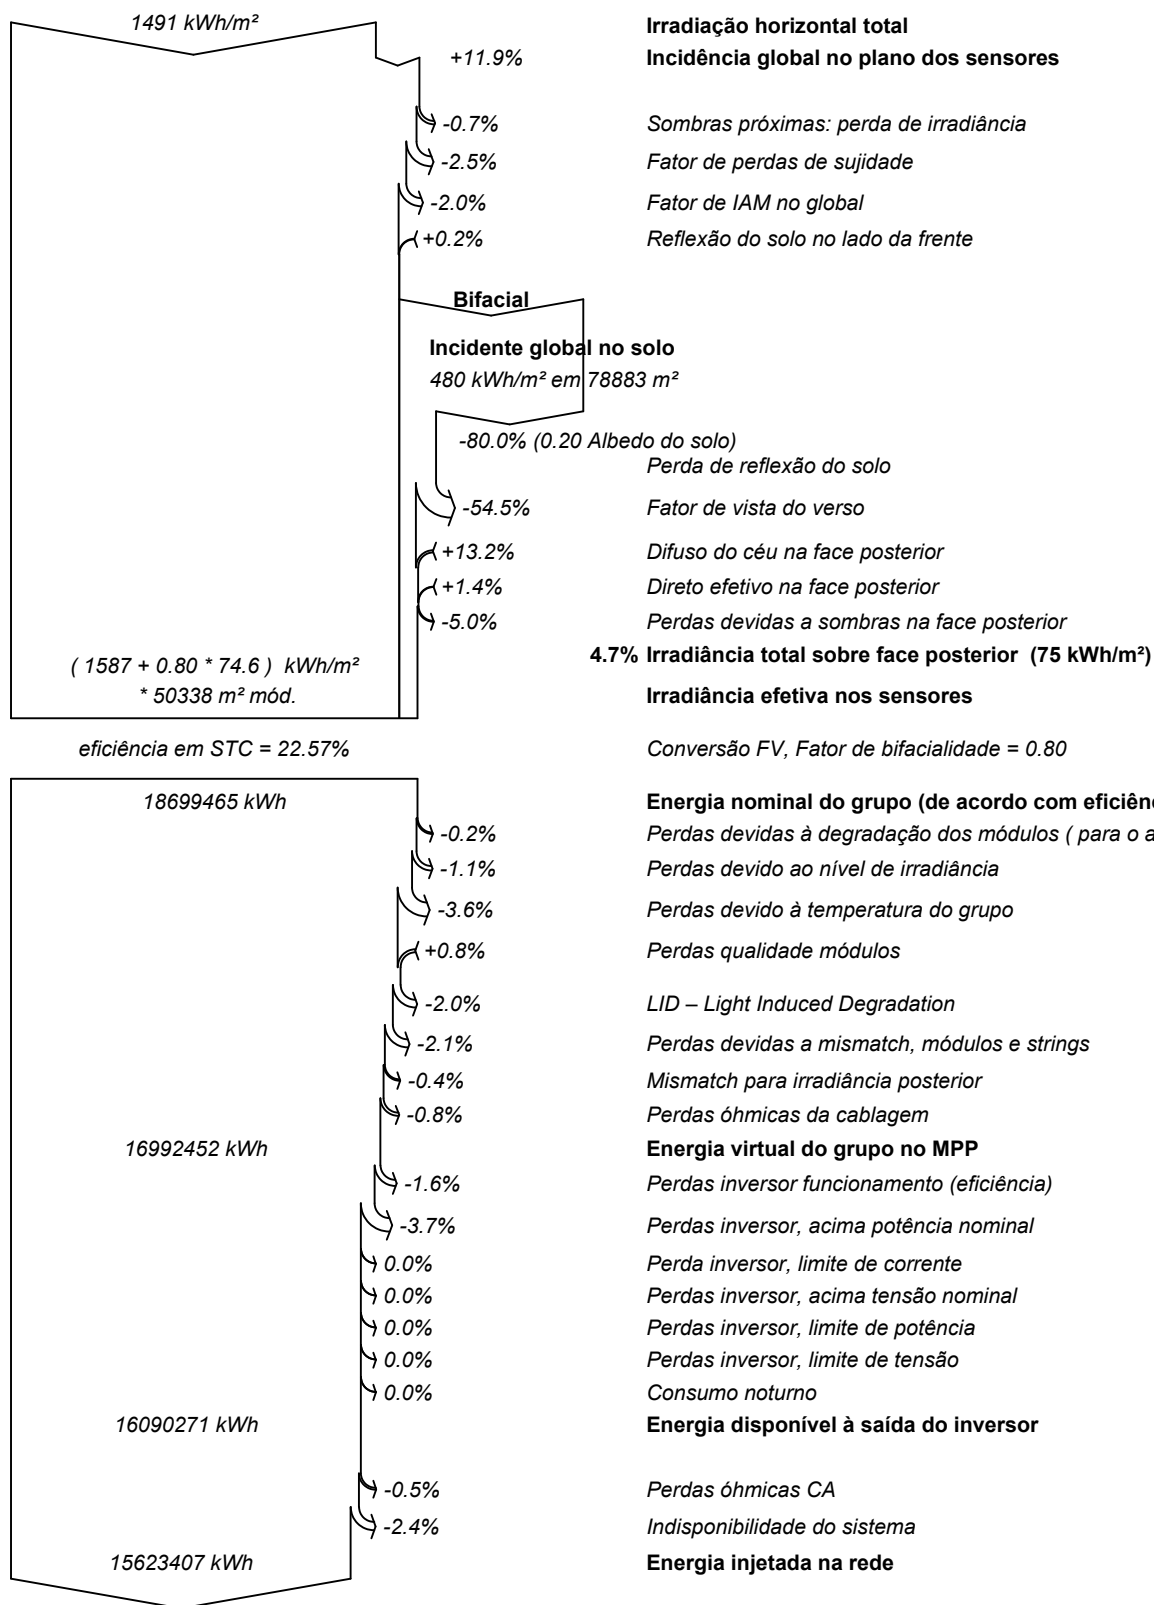 1491 kWh/m² Irradiação horizontal total
+11.9% Incidência global no plano dos sensores
-0.7% Sombras próximas: perda de irradiância
-2.5% Fator de perdas de sujidade
-2.0% Fator de IAM no global
+0.2% Reflexão do solo no lado da frente
Bifacial
Incidente global no solo
480 kWh/m² em 78883 m²
-80.0% (0.20 Albedo do solo)
Perda de reflexão do solo
-54.5% Fator de vista do verso
+13.2% Difuso do céu na face posterior
+1.4% Direto efetivo na face posterior
-5.0% Perdas devidas a sombras na face posterior
( 1587 + 0.80 * 74.6 ) kWh/m² 4.7% Irradiância total sobre face posterior (75 kWh/m²)
* 50338 m² mód. Irradiância efetiva nos sensores
eficiência em STC = 22.57% Conversão FV, Fator de bifacialidade = 0.80
18699465 kWh Energia nominal do grupo (de acordo com eficiên
-0.2% Perdas devidas à degradação dos módulos ( para o a
-1.1% Perdas devido ao nível de irradiância
-3.6% Perdas devido à temperatura do grupo
+0.8% Perdas qualidade módulos
-2.0% LID – Light Induced Degradation
-2.1% Perdas devidas a mismatch, módulos e strings
-0.4% Mismatch para irradiância posterior
-0.8% Perdas óhmicas da cablagem
16992452 kWh Energia virtual do grupo no MPP
-1.6% Perdas inversor funcionamento (eficiência)
-3.7% Perdas inversor, acima potência nominal
0.0% Perda inversor, limite de corrente
0.0% Perdas inversor, acima tensão nominal
0.0% Perdas inversor, limite de potência
0.0% Perdas inversor, limite de tensão
0.0% Consumo noturno
16090271 kWh Energia disponível à saída do inversor
-0.5% Perdas óhmicas CA
-2.4% Indisponibilidade do sistema
15623407 kWh Energia injetada na rede